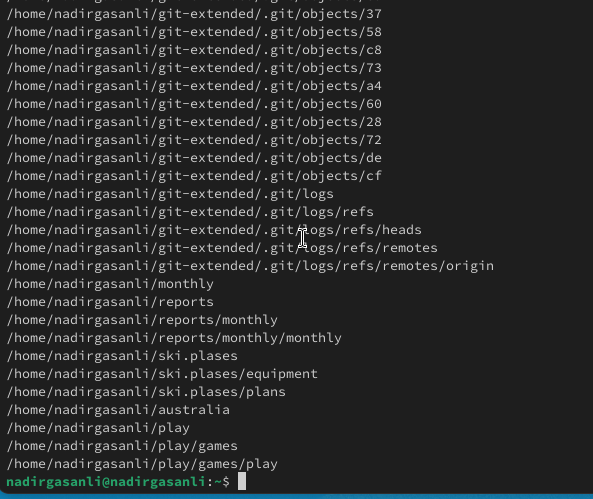 /home/nadirgasanli/git-extended/.git/objects/37
/home/nadirgasanli/git-extended/.git/objects/58
/home/nadirgasanli/git-extended/.git/objects/c8
/home/nadirgasanli/git-extended/.git/objects/73
/home/nadirgasanli/git-extended/.git/objects/a4
/home/nadirgasanli/git-extended/.git/objects/60
/home/nadirgasanli/git-extended/.git/objects/28
/home/nadirgasanli/git-extended/.git/objects/72
/home/nadirgasanli/git-extended/.git/objects/de
/home/nadirgasanli/git-extended/.git/objects/cf
/home/nadirgasanli/git-extended/.git/logs
/home/nadirgasanli/git-extended/.git/logs/refs
/home/nadirgasanli/git-extended/.git/logs/refs/heads
/home/nadirgasanli/git-extended/.git/logs/refs/remotes
/home/nadirgasanli/git-extended/.git/logs/refs/remotes/origin
/home/nadirgasanli/monthly
/home/nadirgasanli/reports
/home/nadirgasanli/reports/monthly
/home/nadirgasanli/reports/monthly/monthly
/home/nadirgasanli/ski.plases
/home/nadirgasanli/ski.plases/equipment
/home/nadirgasanli/ski.plases/plans
/home/nadirgasanli/australia
/home/nadirgasanli/play
/home/nadirgasanli/play/games
/home/nadirgasanli/play/games/play
nadirgasanli@nadirgasanli:~$